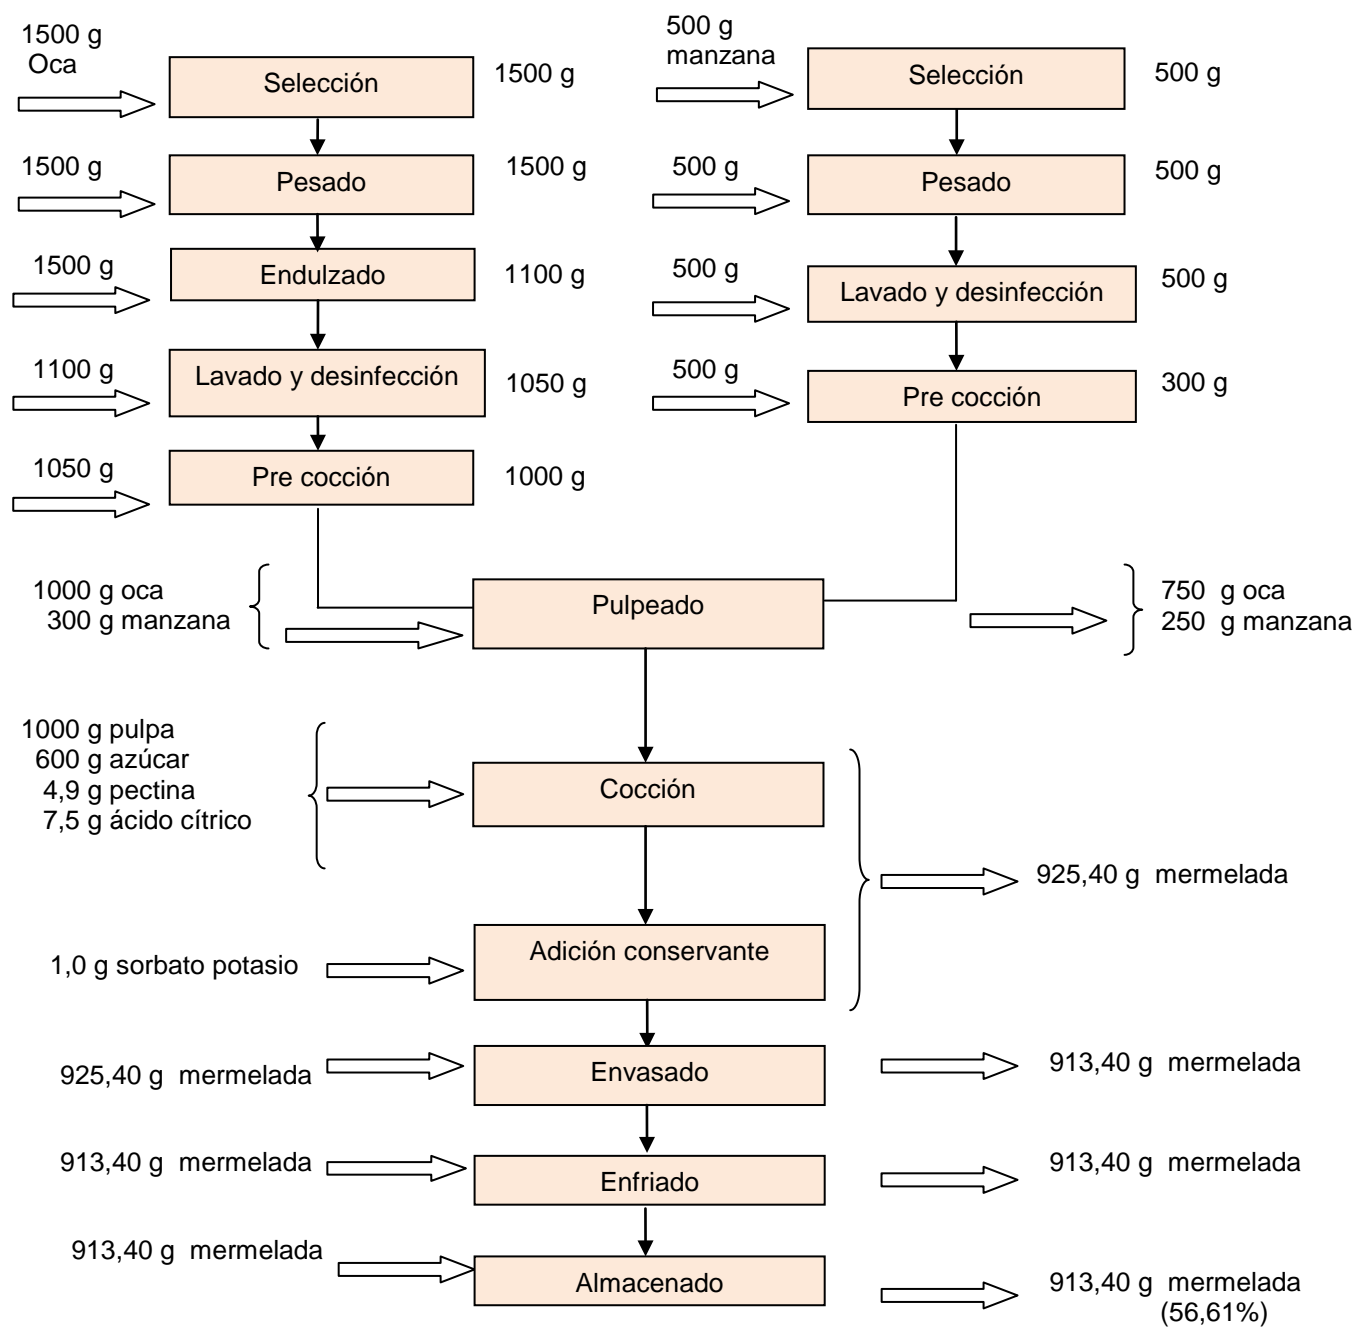 1500 g
Oca
Selección
1500 g
500 g
manzana
Selección
500 g
1500 g
Pesado
1500 g
500 g
Pesado
500 g
1500 g
Endulzado
1100 g
500 g
Lavado y desinfección
500 g
1100 g
Lavado y desinfección
1050 g
500 g
Pre cocción
300 g
1050 g
Pre cocción
1000 g
1000 g oca
300 g manzana
Pulpeado
750 g oca
250 g manzana
1000 g pulpa
600 g azúcar
4,9 g pectina
7,5 g ácido cítrico
Cocción
925,40 g mermelada
1,0 g sorbato potasio
Adición conservante
925,40 g mermelada
Envasado
913,40 g mermelada
913,40 g mermelada
Enfriado
913,40 g mermelada
913,40 g mermelada
Almacenado
913,40 g mermelada
(56,61%)